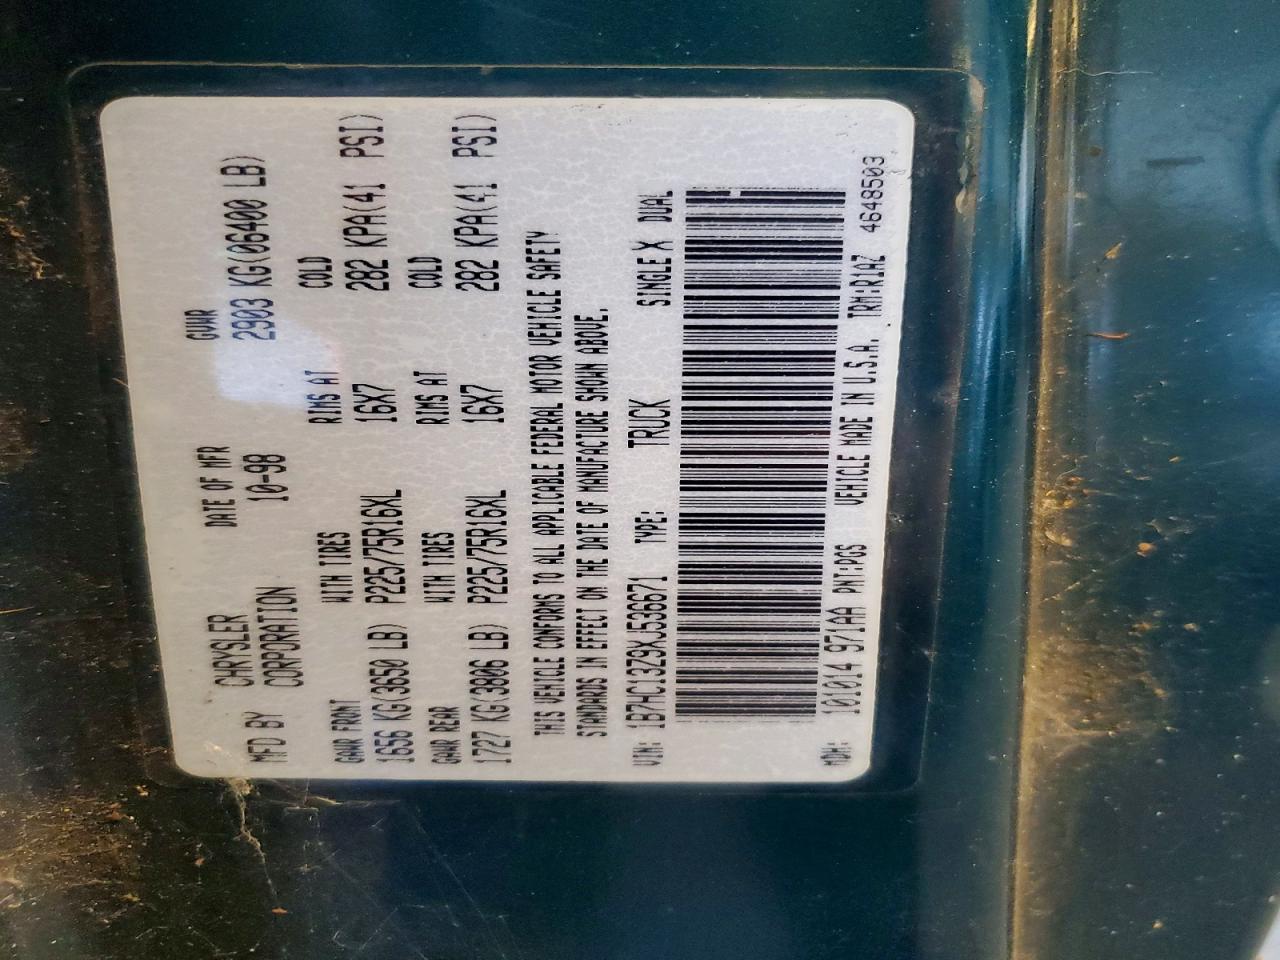 MFD BY CHRYSLER CORPORATION DATE OF MFR 10-98 GVWR 2903 KG(06400 LB)
GAWR FRONT WITH TIRES RIMS AT COLD
1656 KG(3650 LB) P225/75R16XL 16X7 282 KPA(41 PSI)
GAWR REAR WITH TIRES RIMS AT COLD
1727 KG(3806 LB) P225/75R16XL 16X7 282 KPA(41 PSI)
THIS VEHICLE CONFORMS TO ALL APPLICABLE FEDERAL MOTOR VEHICLE SAFETY
STANDARDS IN EFFECT ON THE DATE OF MANUFACTURE SHOWN ABOVE.
VIN: 1B7HC13Z9XJ536671 TYPE: TRUCK SINGLE X DUAL
MDH: 101014 971AA PNT:PGS VEHICLE MADE IN U.S.A. TRM:R1AZ 4648503